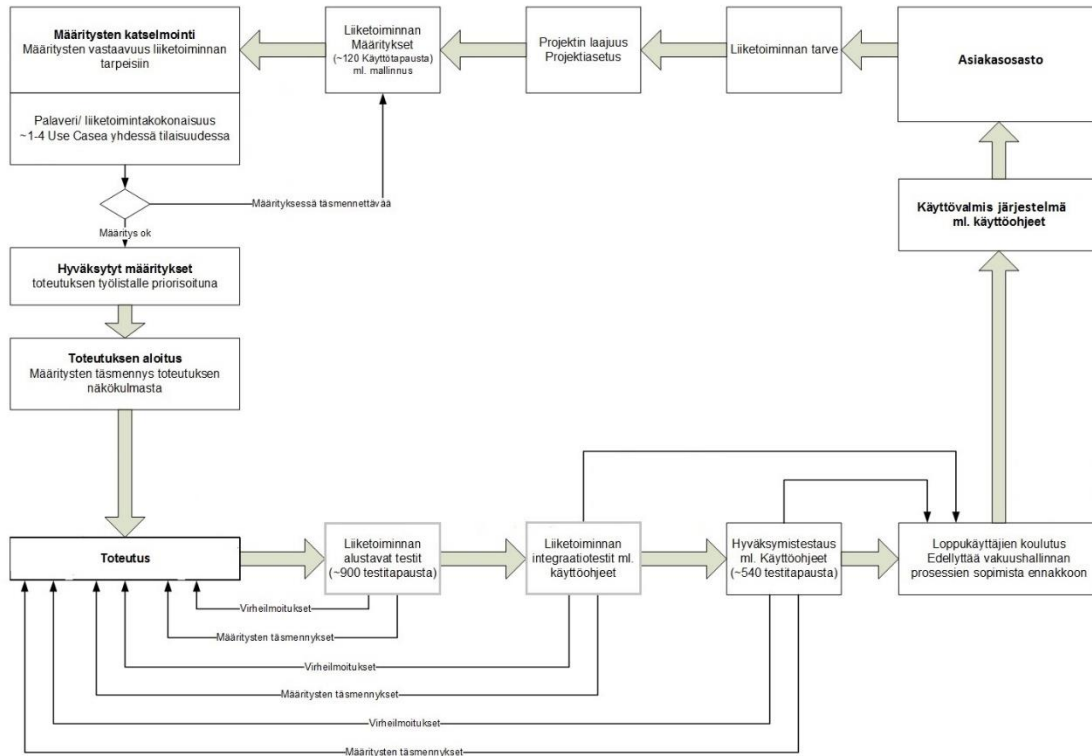 Määritysten katselmointi
Määritysten vastaavuus liiketoiminnan
tarpeisiin
Palaveri/ liiketoimintakokonaisuus
~1-4 Use Casea yhdessä tilaisuudessa
Liiketoiminnan
Määritykset
(~120 Käyttötapausta)
ml. mallinnus
Projektin laajuus
Projektiasetus
Liiketoiminnan tarve
Asiakasosasto
Määrityksessä täsmennettävää
Määritys ok
Käyttövalmis järjestelmä
ml. käyttöohjeet
Hyväksytyt määritykset
toteutuksen työlistalle priorisoituna
Toteutuksen aloitus
Määritysten täsmennys toteutuksen
näkökulmasta
Toteutus
Liiketoiminnan
alustavat testit
(~900 testitapausta)
Liiketoiminnan
integraatiotestit ml.
käyttöohjeet
Hyväksymistestaus
ml. Käyttöohjeet
(~540 testitapausta)
Loppukäyttäjien koulutus
Edellyttää vakuushallinnan
prosessien sopimista ennakkoon
Virheilmoitukset
Määritysten täsmennykset
Virheilmoitukset
Määritysten täsmennykset
Virheilmoitukset
Määritysten täsmennykset